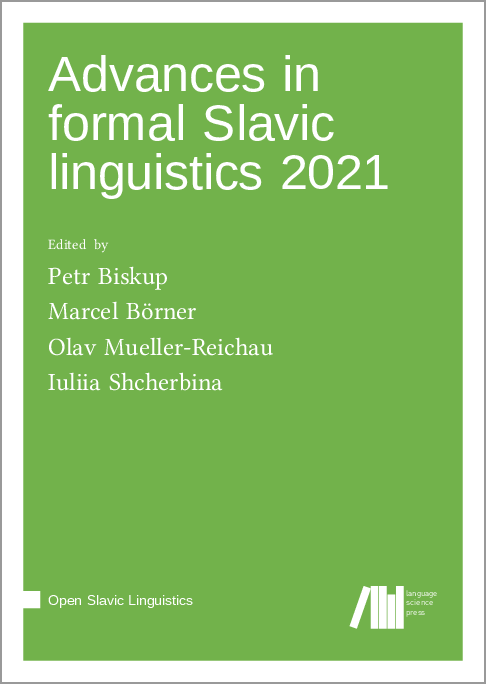 Advances in
formal Slavic
linguistics 2021
Edited by
Petr Biskup
Marcel Börner
Olav Mueller-Reichau
Iuliia Shcherbina
Open Slavic Linguistics
language
science
press